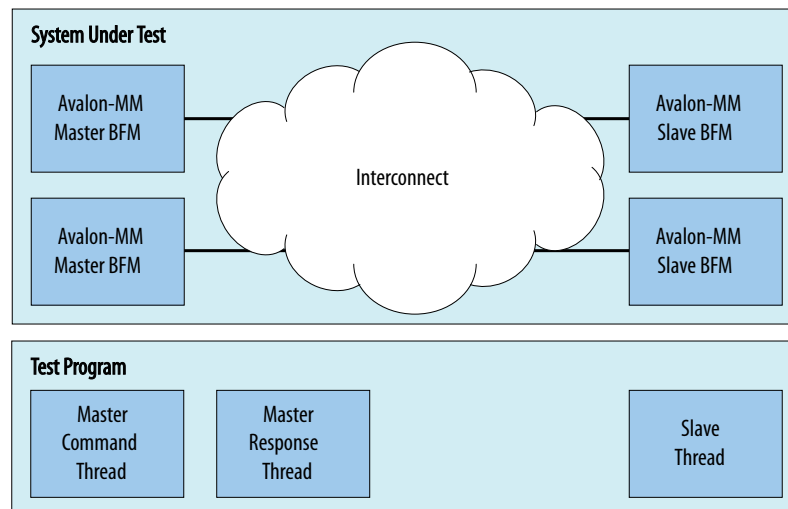 System Under Test
Avalon-MM
Master BFM
Avalon-MM
Slave BFM
Interconnect
Avalon-MM
Master BFM
Avalon-MM
Slave BFM
Test Program
Master
Command
Thread
Master
Response
Thread
Slave
Thread